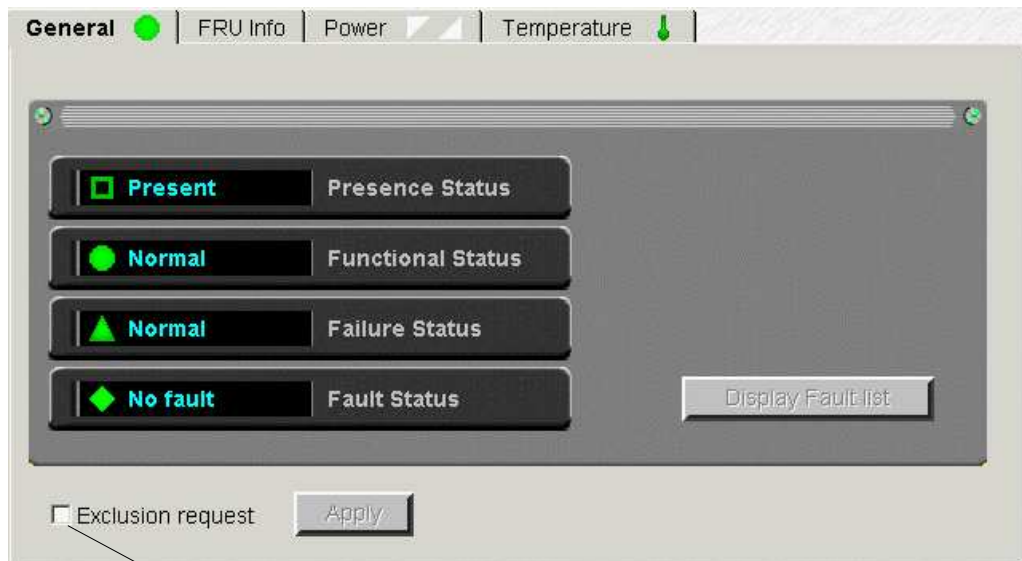 General FRU Info Power Temperature
Present Presence Status
Normal Functional Status
Normal Failure Status
No fault Fault Status
Display Fault list
Exclusion request Apply